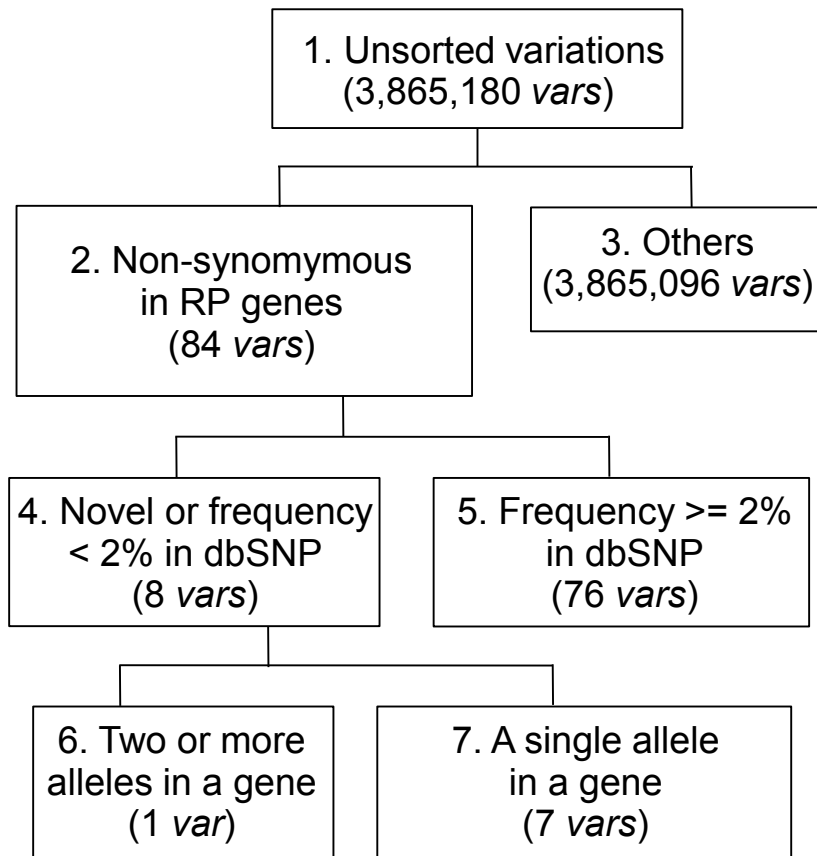 1. Unsorted variations
(3,865,180 vars)
2. Non-synomymous
in RP genes
(84 vars)
3. Others
(3,865,096 vars)
4. Novel or frequency
< 2% in dbSNP
(8 vars)
5. Frequency >= 2%
in dbSNP
(76 vars)
6. Two or more
alleles in a gene
(1 var)
7. A single allele
in a gene
(7 vars)